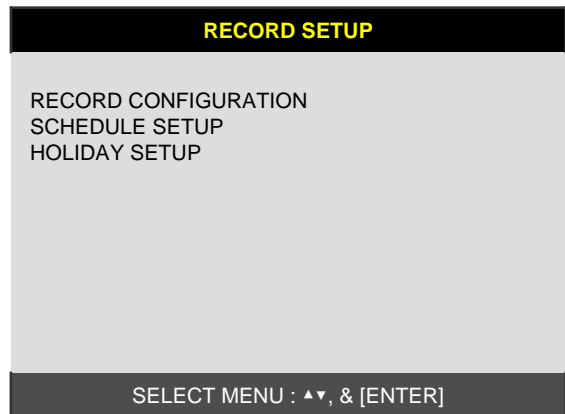 RECORD SETUP
RECORD CONFIGURATION
SCHEDULE SETUP
HOLIDAY SETUP
SELECT MENU : ▲▼, & [ENTER]